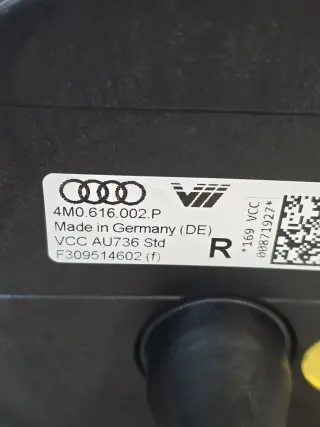 4M0.616.002.P
Made in Germany (DE)
VCC AU736 Std
F309514602 (f)
R
*169 VCC
00871927*